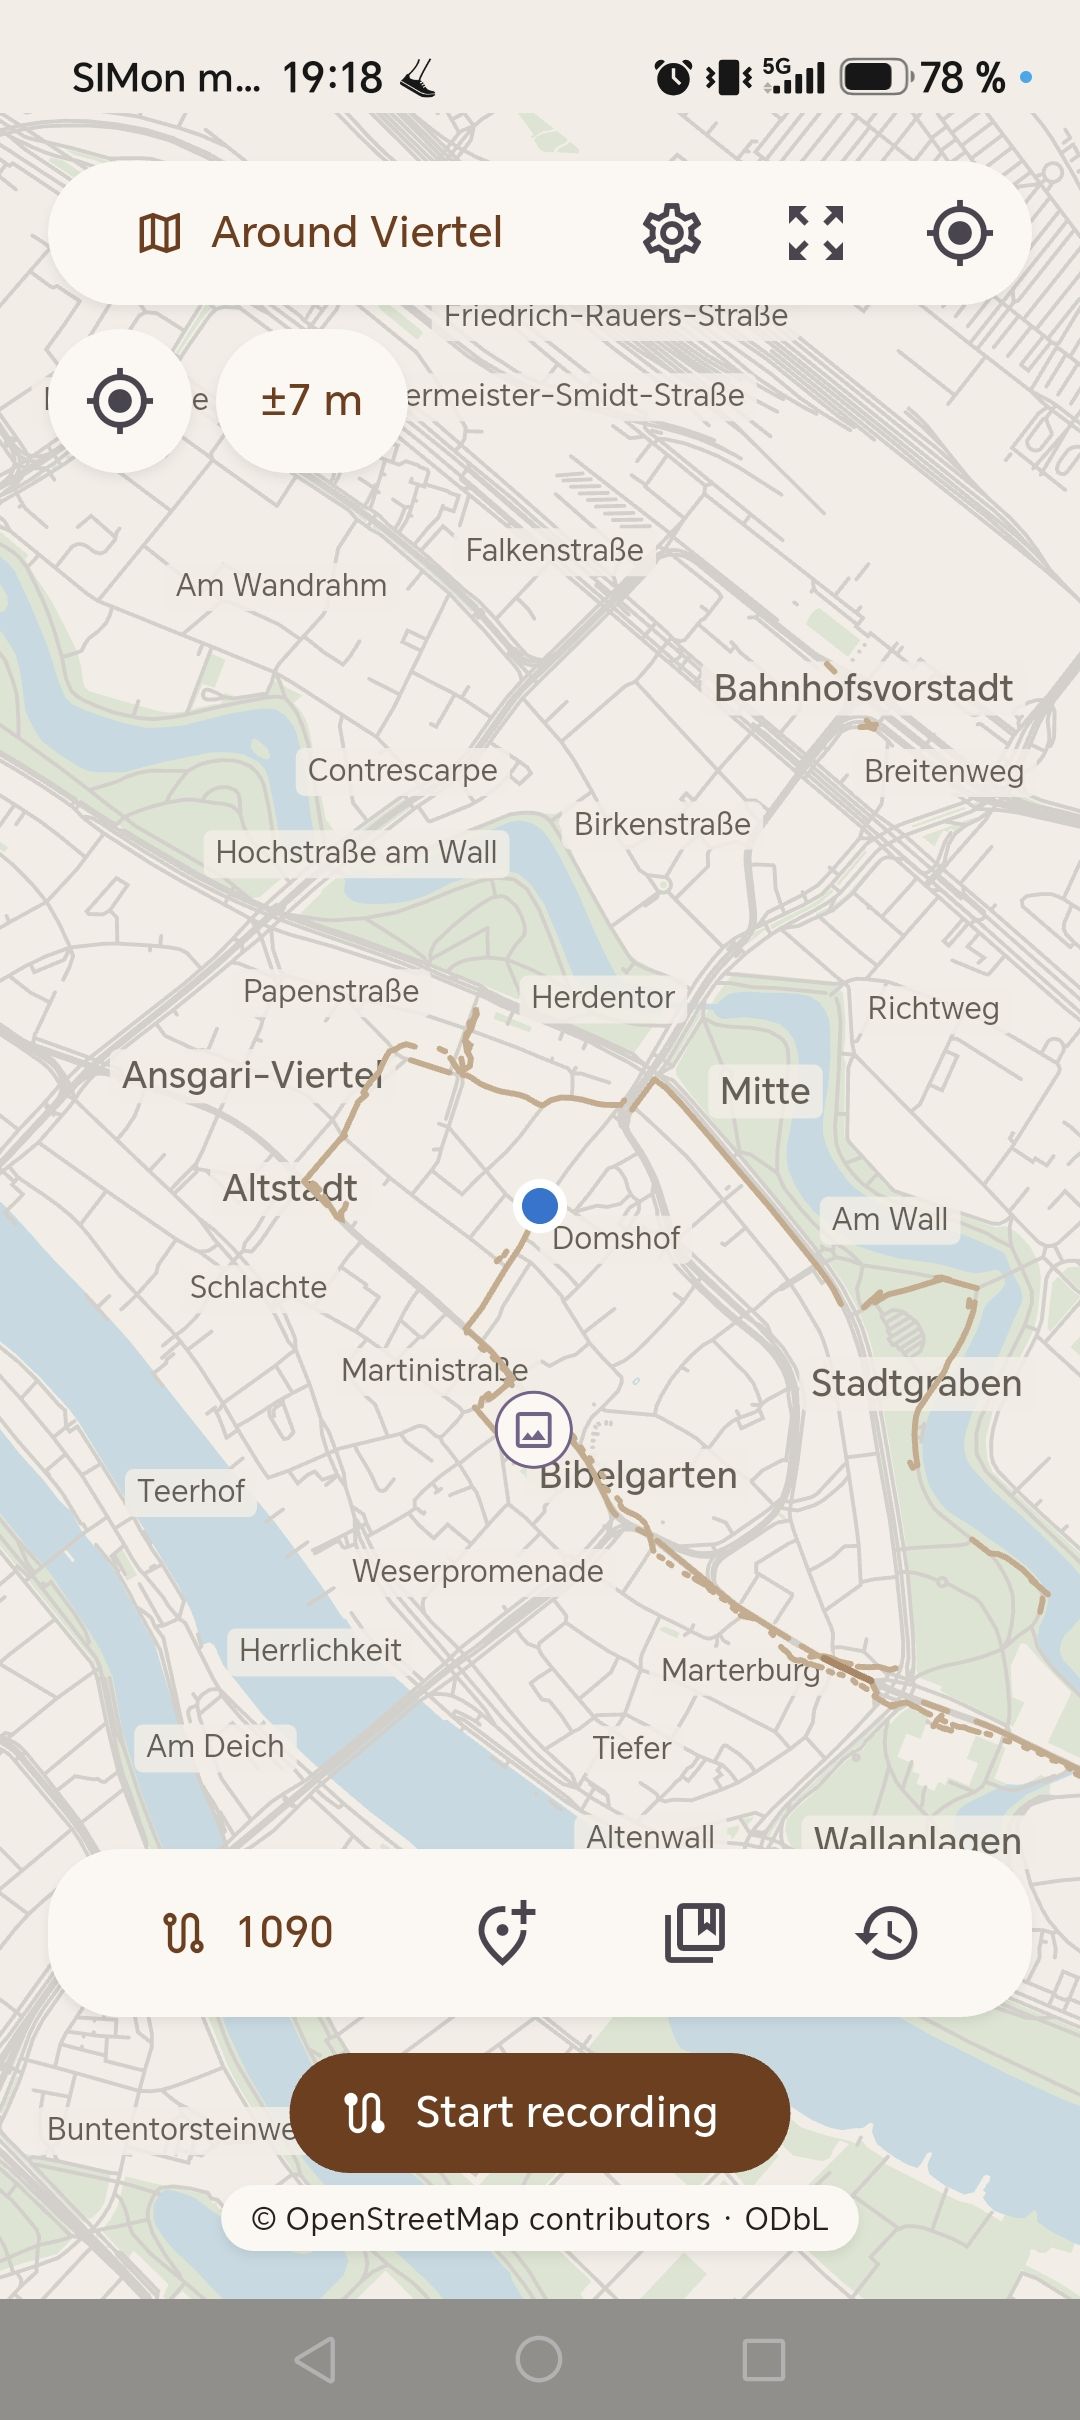 SIMon m... 19:18 5G 78 %
Around Viertel
Friedrich-Rauers-Straße
±7 m
ermeister-Smidt-Straße
Falkenstraße
Am Wandrahm
Bahnhofsvorstadt
Contrescarpe
Breitenweg
Birkenstraße
Hochstraße am Wall
Papenstraße
Herdentor
Richtweg
Ansgari-Viertel
Mitte
Altstadt
Am Wall
Domshof
Schlachte
Martinistraße
Stadtgraben
Bibelgarten
Teerhof
Weserpromenade
Herrlichkeit
Marterburg
Am Deich
Tiefer
Altenwall
Wallanlagen
1090
Start recording
Buntentorsteinwe
© OpenStreetMap contributors · ODbL